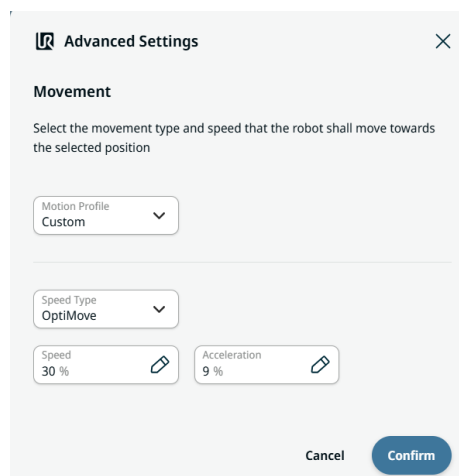 UR Advanced Settings
Movement
Select the movement type and speed that the robot shall move towards
the selected position
Motion Profile
Custom
Speed Type
OptiMove
Speed
30 %
Acceleration
9 %
Cancel
Confirm